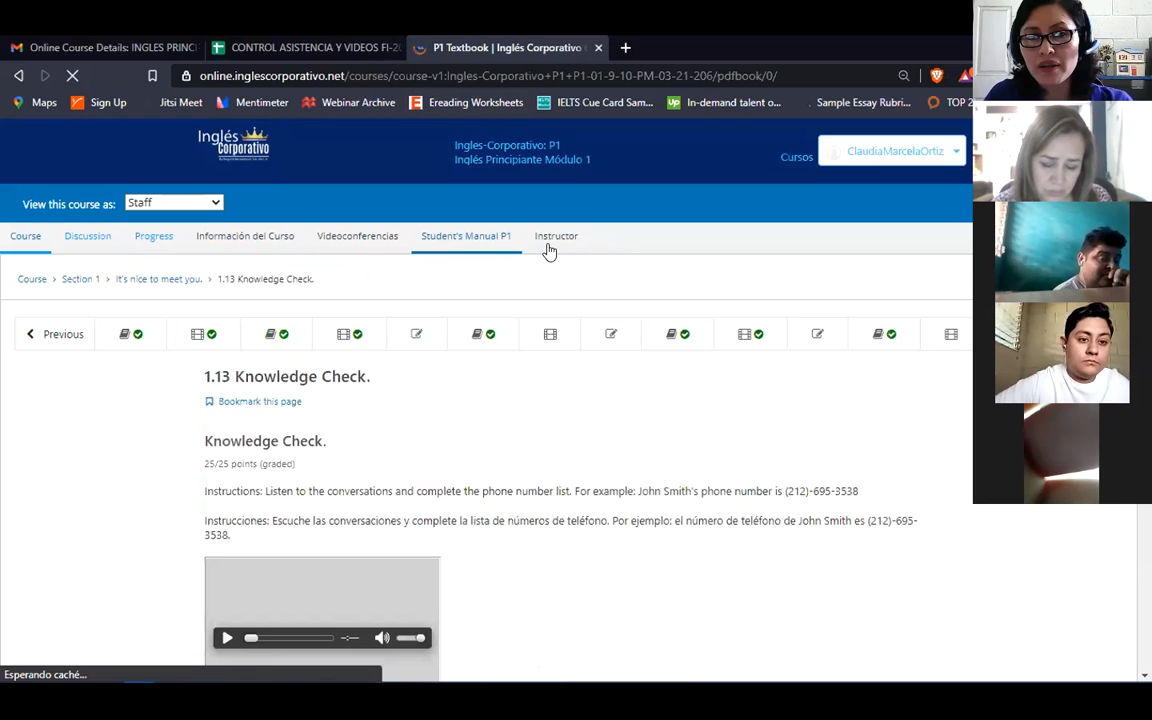 Online Course Details: INGLES PRINC
CONTROL ASISTENCIA Y VIDEOS FI-20
P1 Textbook | Inglés Corporativo
online.inglescorporativo.net/courses/course-v1:Ingles-Corporativo+P1+P1-01-9-10-PM-03-21-206/pdfbook/0/
Maps
Sign Up
Jitsi Meet
Mentimeter
Webinar Archive
Ereading Worksheets
IELTS Cue Card Sam...
In-demand talent o...
Sample Essay Rubri...
TOP 2
Inglés
Corporativo
Ingles-Corporativo: P1
Inglés Principiante Módulo 1
Cursos
ClaudiaMarcelaOrtiz
View this course as:
Staff
Course
Discussion
Progress
Información del Curso
Videoconferencias
Student's Manual P1
Instructor
Course > Section 1 > It's nice to meet you. > 1.13 Knowledge Check.
Previous
1.13 Knowledge Check.
Bookmark this page
Knowledge Check.
25/25 points (graded)
Instructions: Listen to the conversations and complete the phone number list. For example: John Smith's phone number is (212)-695-3538
Instrucciones: Escuche las conversaciones y complete la lista de números de teléfono. Por ejemplo: el número de teléfono de John Smith es (212)-695-
3538.
Esperando caché...